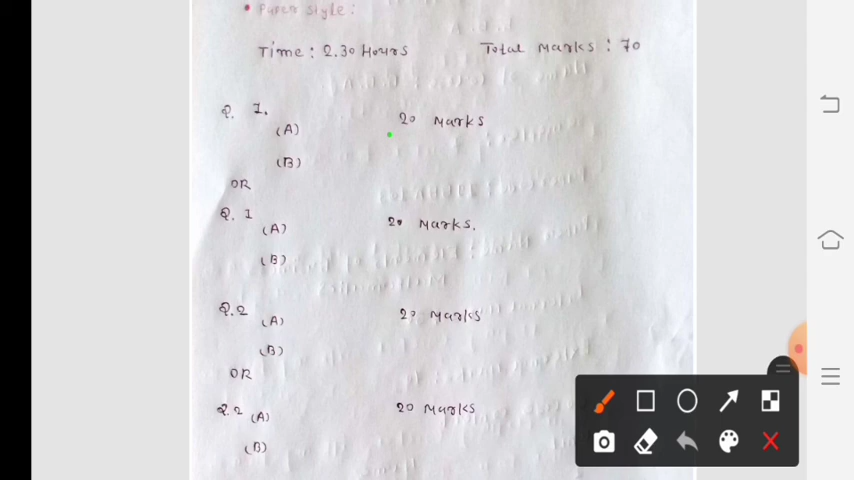 • Paper style:
Time: 2.30 Hours Total Marks: 70
Q. 1.
(A) 20 Marks
(B)
OR
Q. 1
(A) 20 Marks.
(B)
Q.2
(A) 20 Marks
(B)
OR
Q.2 (A) 20 Marks
(B)